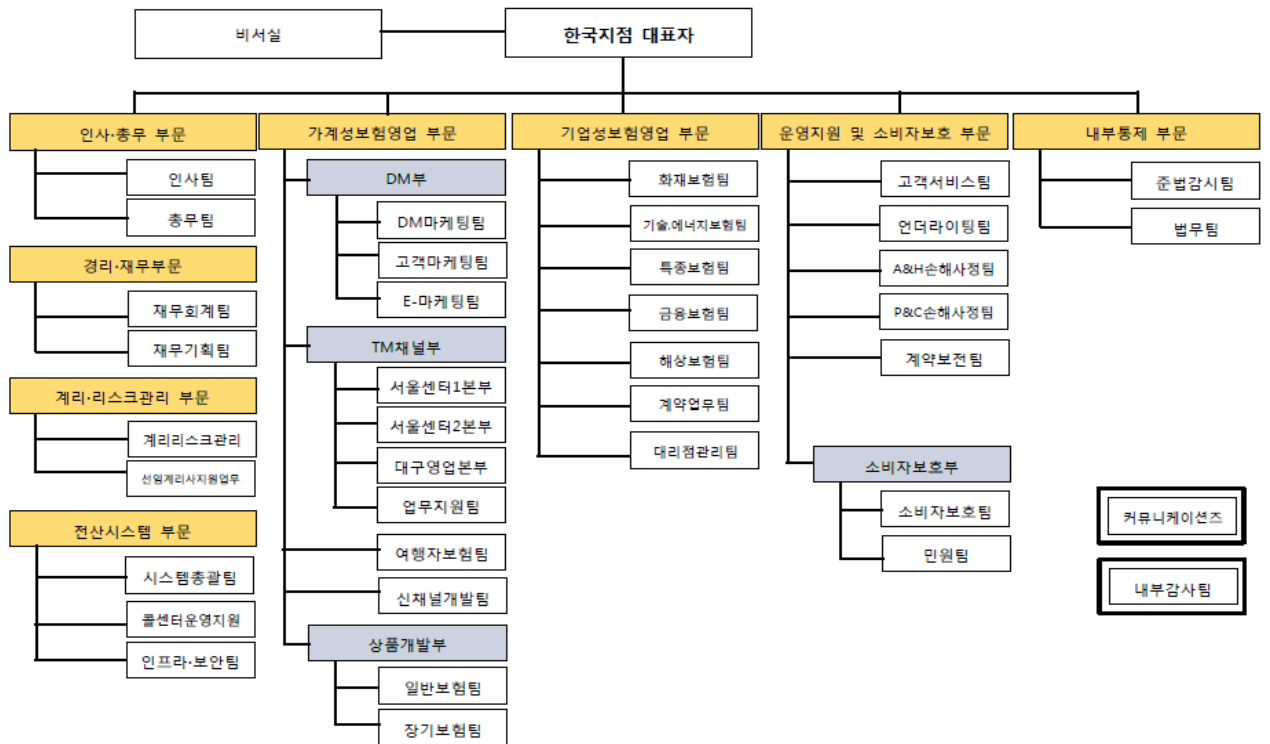 비서실
한국지점 대표자
인사·총무 부문
인사팀
총무팀
경리·재무부문
재무회계팀
재무기획팀
계리·리스크관리 부문
계리리스크관리
선임계리사지원업무
전산시스템 부문
시스템총괄팀
콜센터운영지원
인프라·보안팀
가계성보험영업 부문
DM부
DM마케팅팀
고객마케팅팀
E-마케팅팀
TM채널부
서울센터1본부
서울센터2본부
대구영업본부
업무지원팀
여행자보험팀
신채널개발팀
상품개발부
일반보험팀
장기보험팀
기업성보험영업 부문
화재보험팀
기술.에너지보험팀
특종보험팀
금융보험팀
해상보험팀
계약업무팀
대리점관리팀
운영지원 및 소비자보호 부문
고객서비스팀
언더라이팅팀
A&H손해사정팀
P&C손해사정팀
계약보전팀
소비자보호부
소비자보호팀
민원팀
내부통제 부문
준법감시팀
법무팀
커뮤니케이션즈
내부감사팀